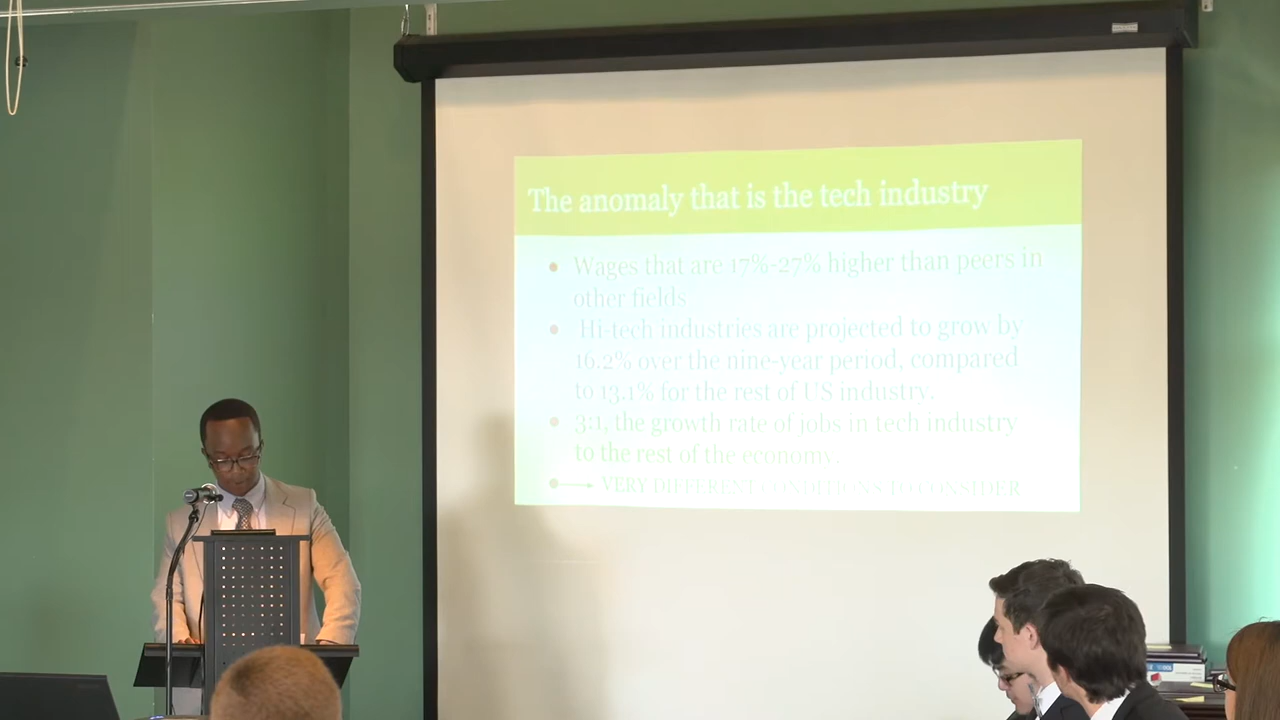 The anomaly that is the tech industry
• Wages that are 17%-27% higher than peers in
other fields
• Hi-tech industries are projected to grow by
16.2% over the nine-year period, compared
to 13.1% for the rest of US industry.
• 3:1, the growth rate of jobs in tech industry
to the rest of the economy.
• → VERY DIFFERENT CONDITIONS TO CONSIDER